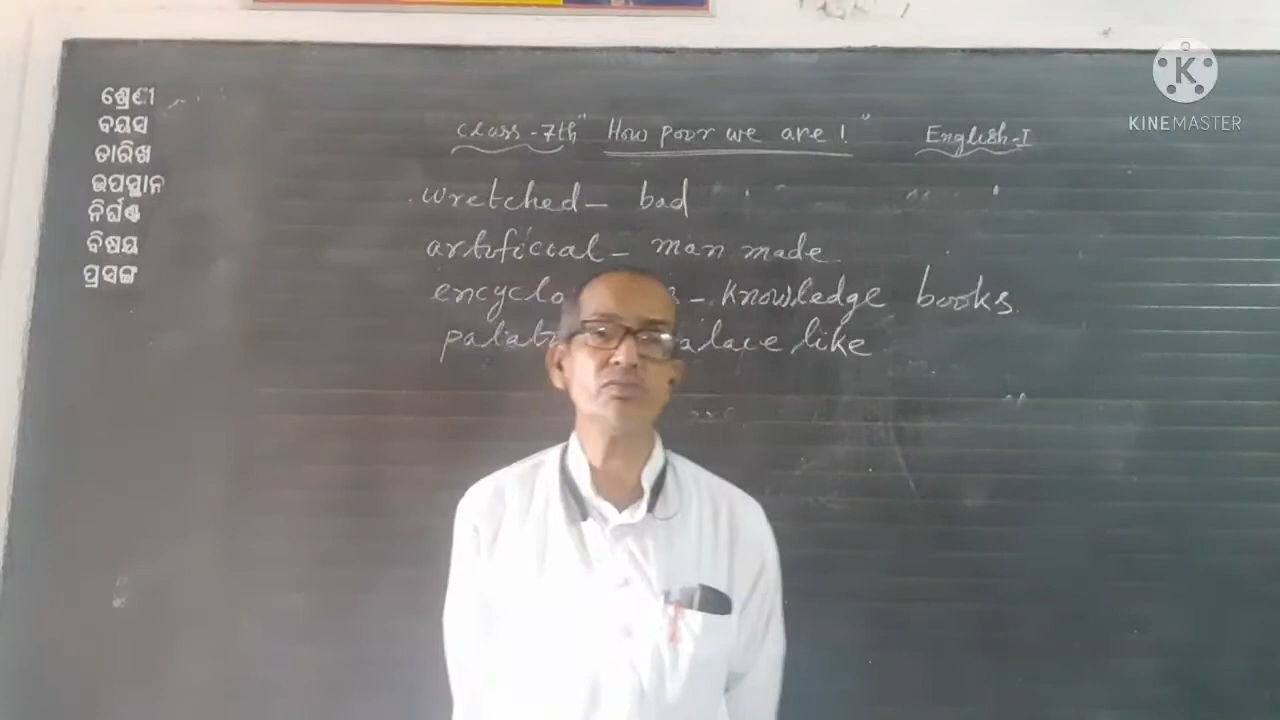 ଶ୍ରେଣୀ
ବୟସ
ତାରିଖ
ଉପସ୍ଥାନ
ନିର୍ଘଣ୍ଟ
ବିଷୟ
ପ୍ରସଙ୍ଗ
KINEMASTER
Class-7th "How poor we are!" English-I
wretched - bad
artificial - man made
- knowledge books
like